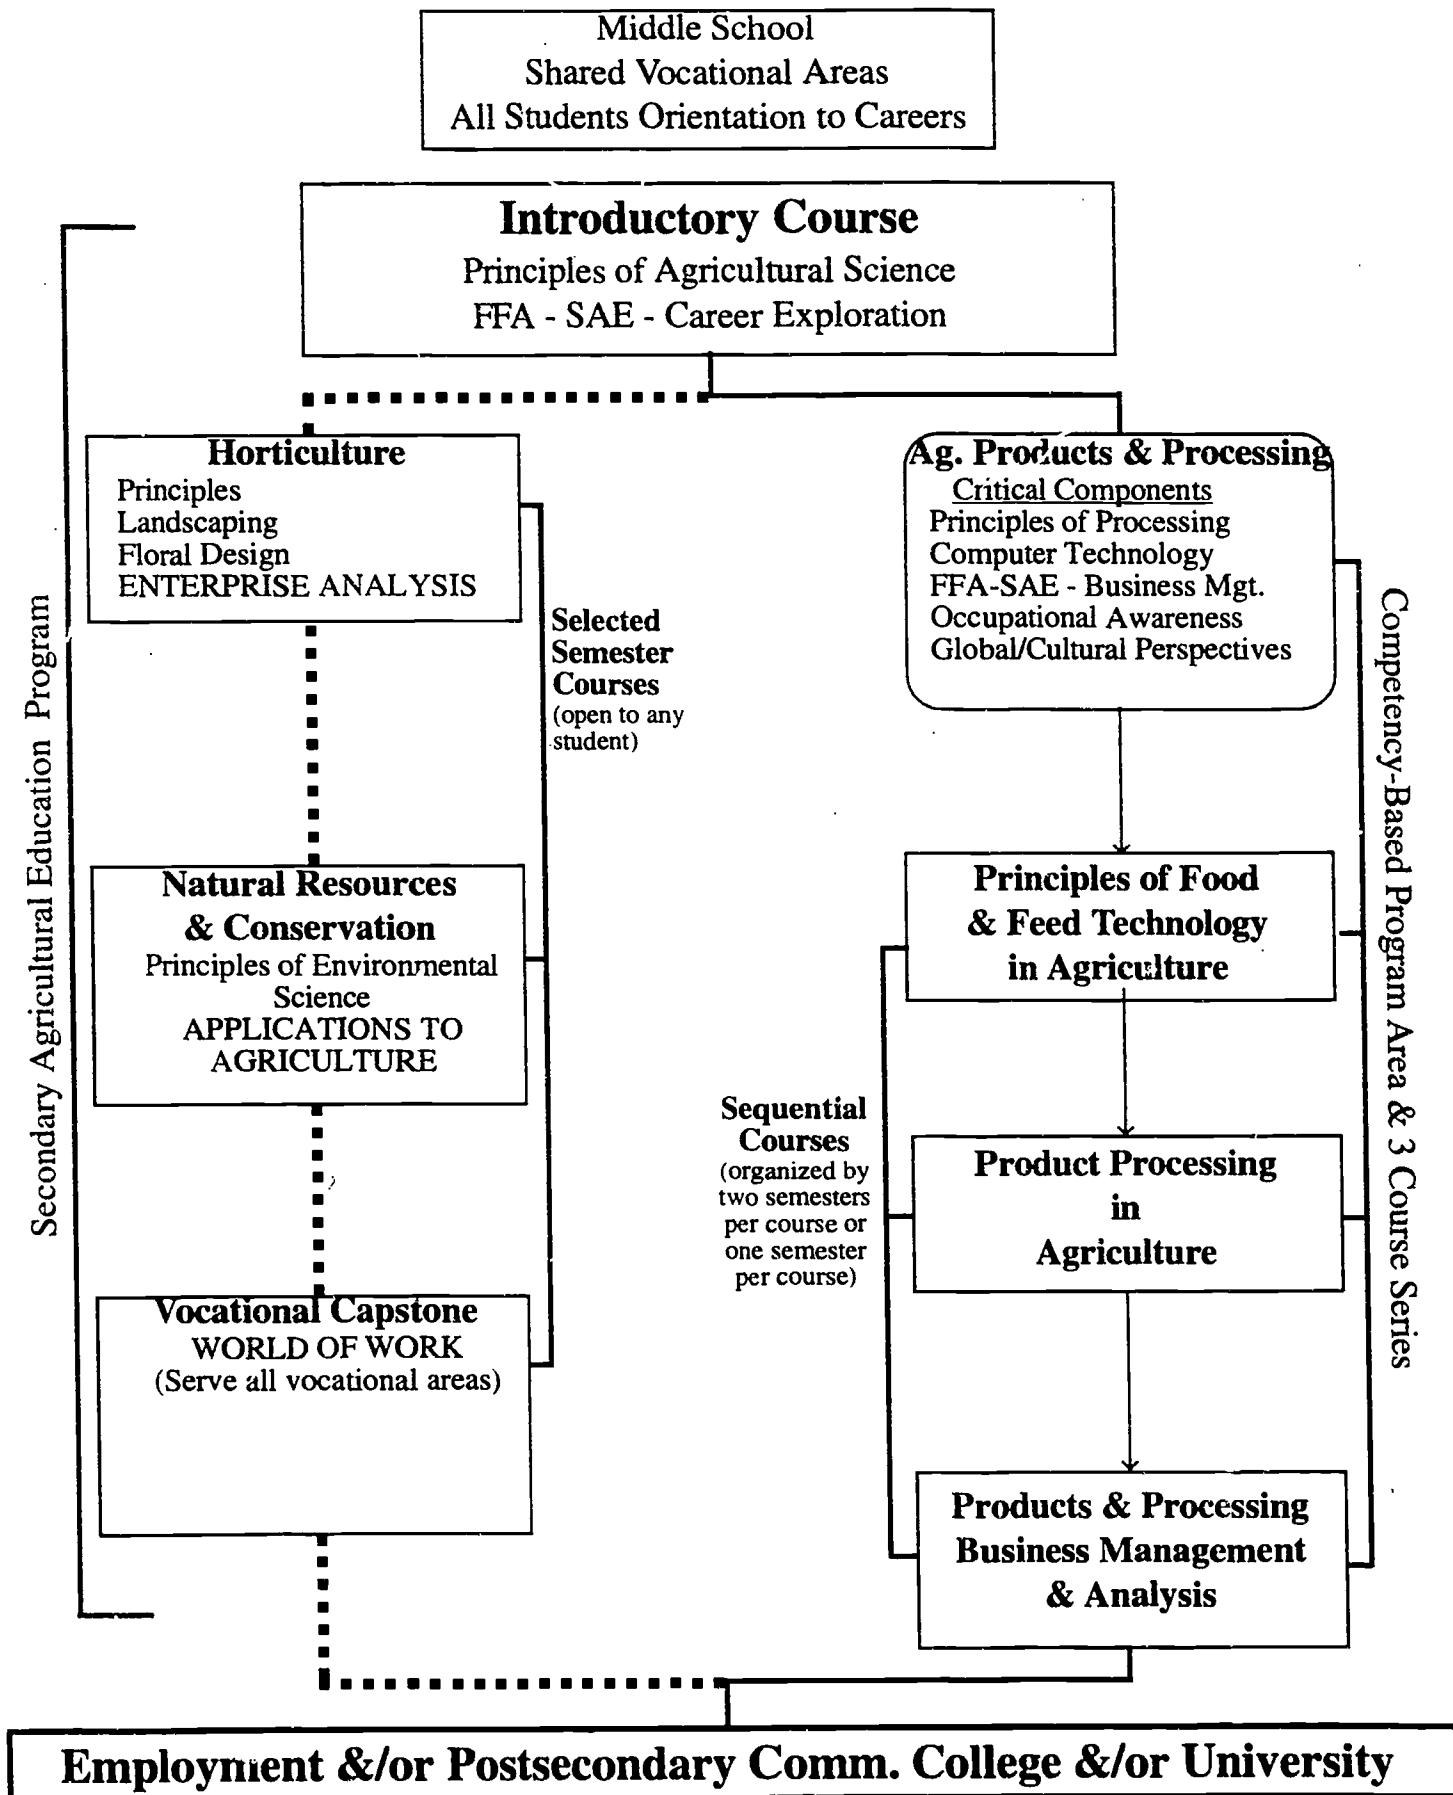 Middle School
Shared Vocational Areas
All Students Orientation to Careers
Introductory Course
Principles of Agricultural Science
FFA - SAE - Career Exploration
Secondary Agricultural Education Program
Horticulture
Principles
Landscaping
Floral Design
ENTERPRISE ANALYSIS
Selected
Semester
Courses
(open to any
student)
Natural Resources
& Conservation
Principles of Environmental
Science
APPLICATIONS TO
AGRICULTURE
Vocational Capstone
WORLD OF WORK
(Serve all vocational areas)
Ag. Products & Processing
Critical Components
Principles of Processing
Computer Technology
FFA-SAE - Business Mgt.
Occupational Awareness
Global/Cultural Perspectives
Competency-Based Program Area & 3 Course Series
Principles of Food
& Feed Technology
in Agriculture
Sequential
Courses
(organized by
two semesters
per course or
one semester
per course)
Product Processing
in
Agriculture
Products & Processing
Business Management
& Analysis
Employment &/or Postsecondary Comm. College &/or University